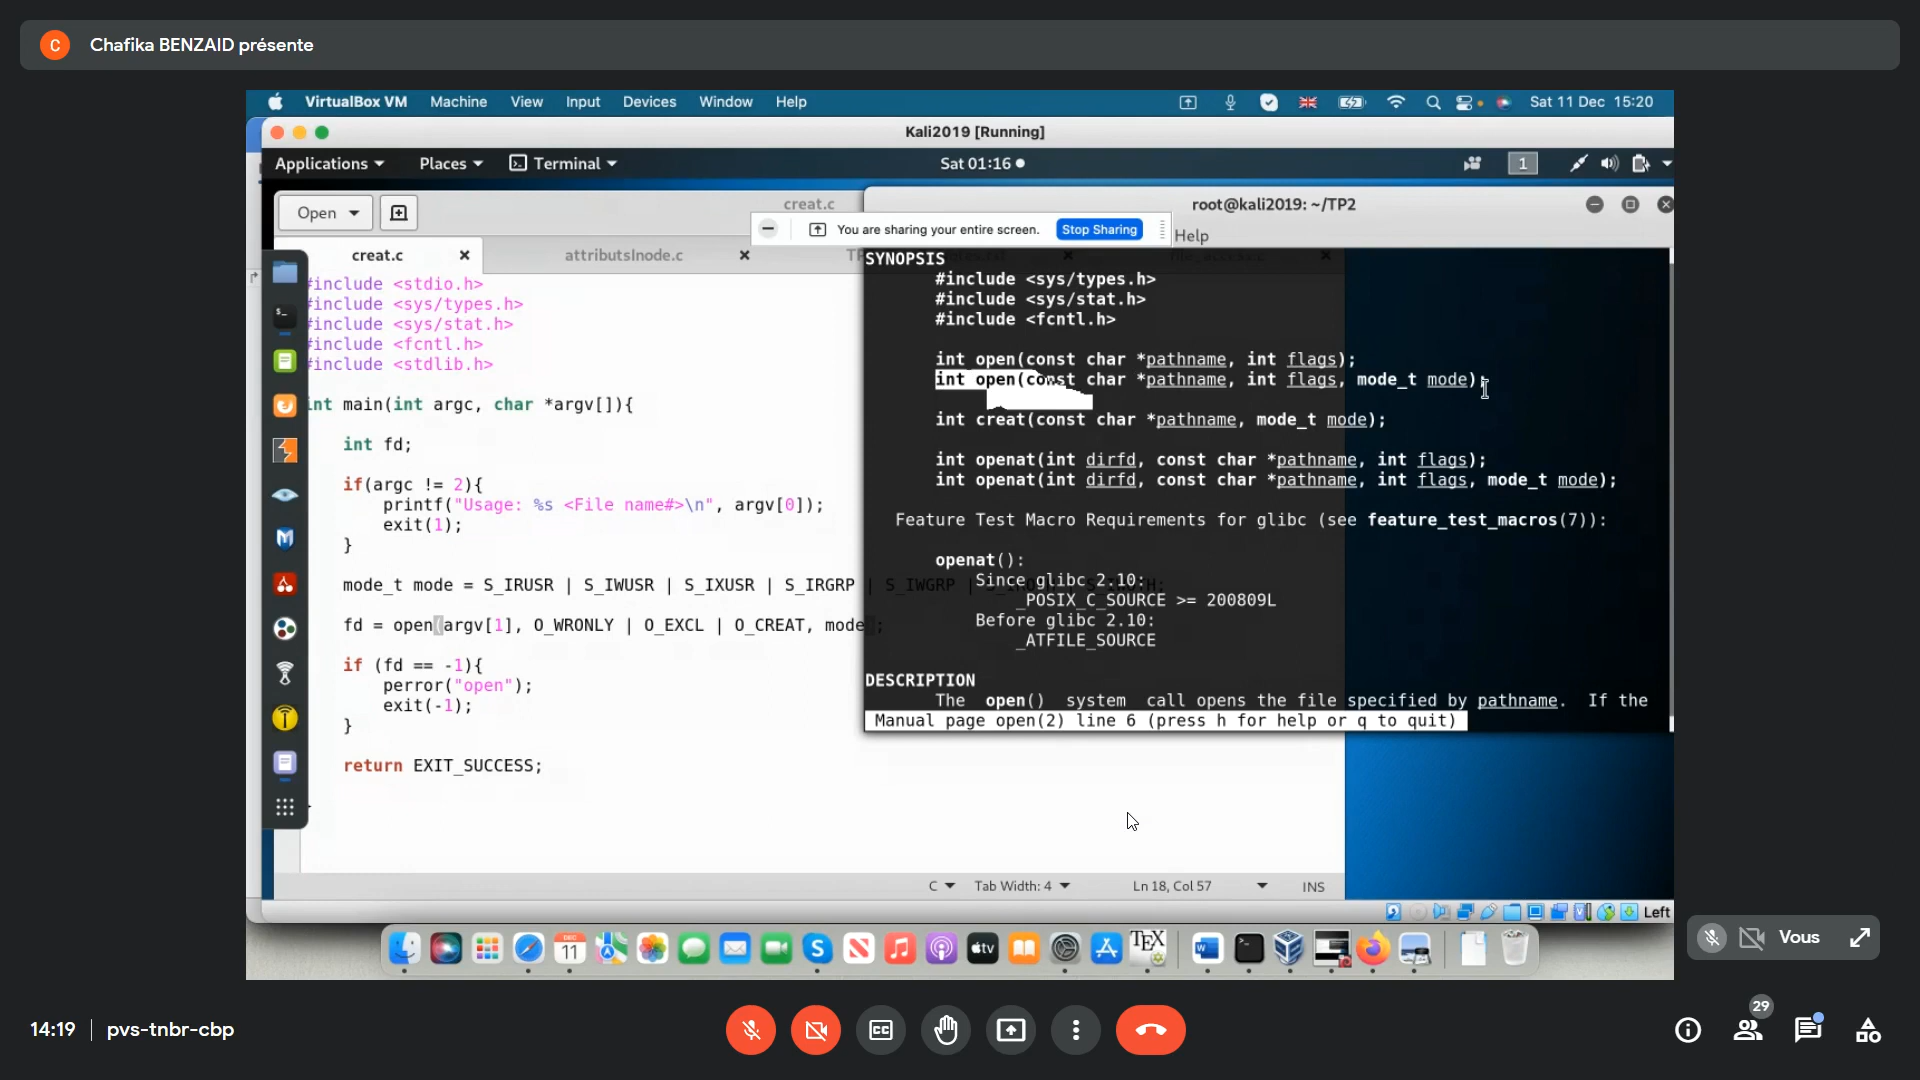 C Chafika BENZAID présente
VirtualBox VM Machine View Input Devices Window Help Sat 11 Dec 15:20
Kali2019 [Running]
Applications Places Terminal Sat 01:16 1
Open creat.c root@kali2019: ~/TP2
You are sharing your entire screen. Stop Sharing Help
creat.c attributsInode.c
#include <stdio.h>
#include <sys/types.h>
#include <sys/stat.h>
#include <fcntl.h>
#include <stdlib.h>
int main(int argc, char *argv[]){
int fd;
if(argc != 2){
printf("Usage: %s <File name#>\n", argv[0]);
exit(1);
}
mode_t mode = S_IRUSR | S_IWUSR | S_IXUSR | S_IRGRP | S_IWGRP
fd = open(argv[1], O_WRONLY | O_EXCL | O_CREAT, mode);
if (fd == -1){
perror("open");
exit(-1);
}
return EXIT_SUCCESS;
C Tab Width: 4 Ln 18, Col 57 INS
SYNOPSIS
#include <sys/types.h>
#include <sys/stat.h>
#include <fcntl.h>
int open(const char *pathname, int flags);
int open(const char *pathname, int flags, mode_t mode);
int creat(const char *pathname, mode_t mode);
int openat(int dirfd, const char *pathname, int flags);
int openat(int dirfd, const char *pathname, int flags, mode_t mode);
Feature Test Macro Requirements for glibc (see feature_test_macros(7)):
openat():
Since glibc 2.10:
_POSIX_C_SOURCE >= 200809L
Before glibc 2.10:
_ATFILE_SOURCE
DESCRIPTION
The open() system call opens the file specified by pathname. If the
Manual page open(2) line 6 (press h for help or q to quit)
Left
DEC 11 tv TEX
Vous
14:19 pvs-tnbr-cbp
29